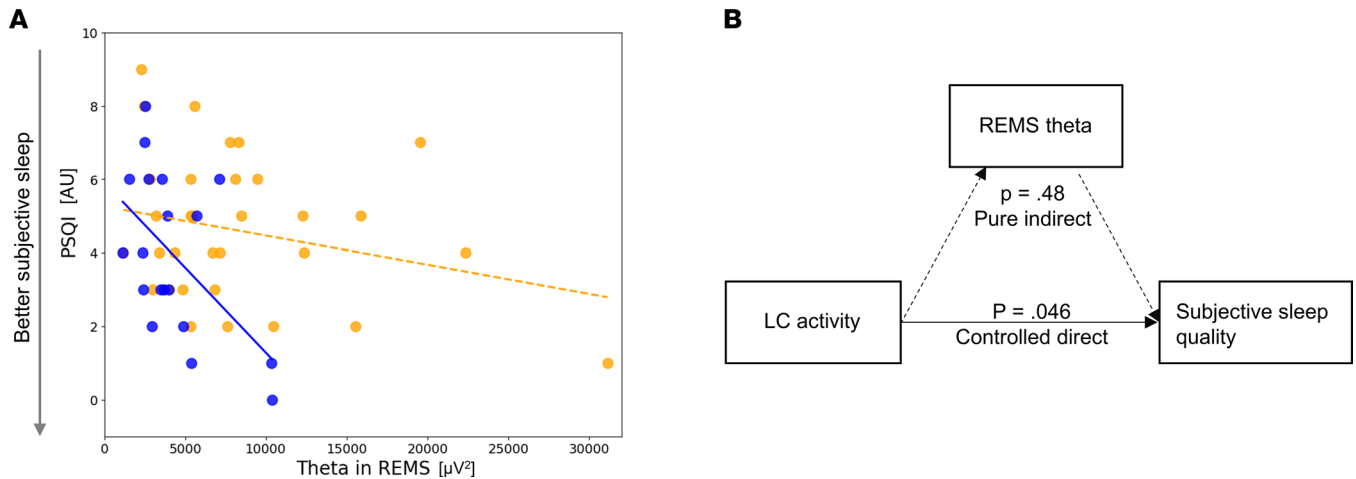 A
Better subjective sleep
PSQI [AU]
10
8
6
4
2
0
0 5000 10000 15000 20000 25000 30000
Theta in REMS [µV²]
B
REMS theta
p = .48
Pure indirect
LC activity
P = .046
Controlled direct
Subjective sleep
quality